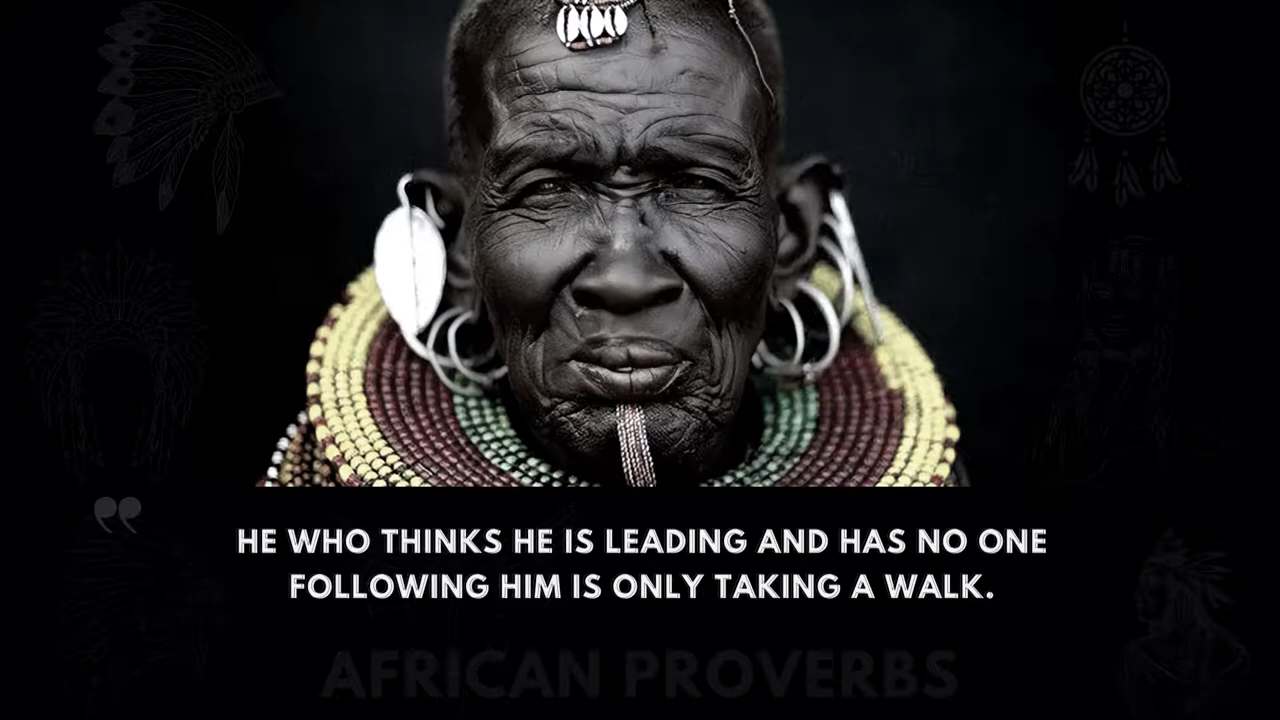 ❝
HE WHO THINKS HE IS LEADING AND HAS NO ONE
FOLLOWING HIM IS ONLY TAKING A WALK.
AFRICAN PROVERBS